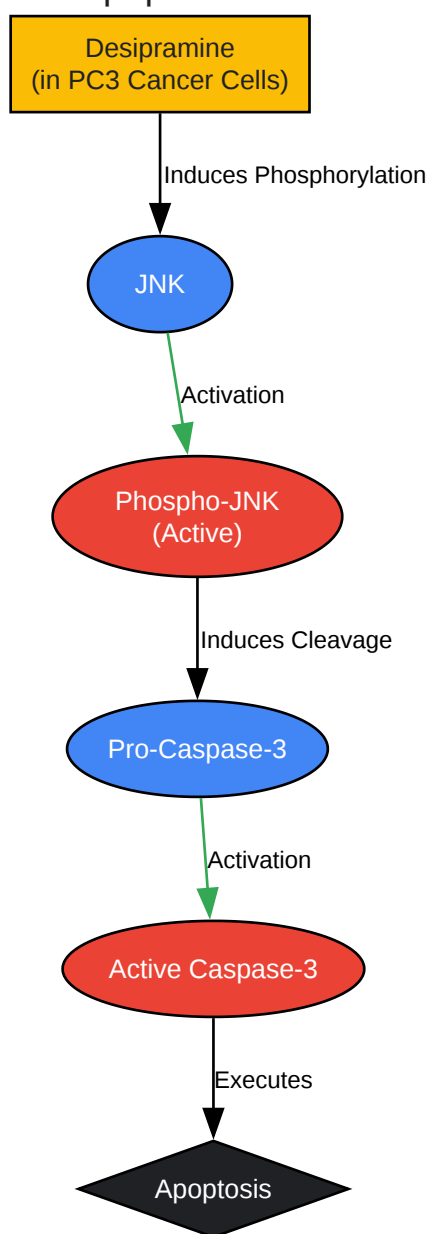 Desipramine
(in PC3 Cancer Cells)
Induces Phosphorylation
JNK
Activation
Phospho-JNK
(Active)
Induces Cleavage
Pro-Caspase-3
Activation
Active Caspase-3
Executes
Apoptosis